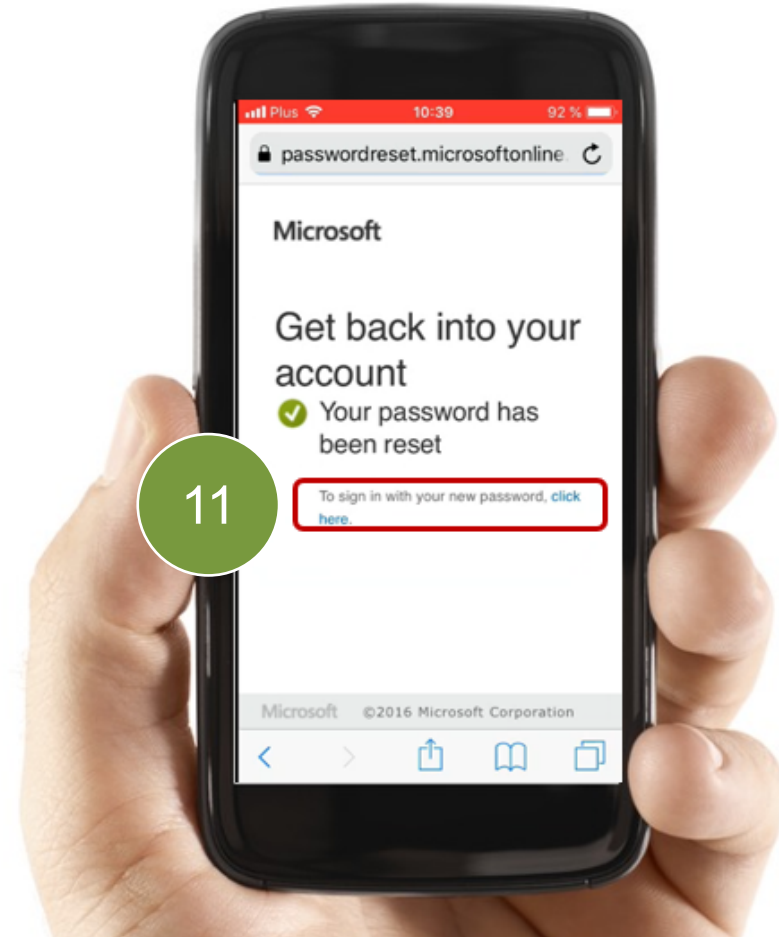 Plus 10:39 92 %
passwordreset.microsoftonline.
Microsoft
Get back into your
account
Your password has
been reset
11
To sign in with your new password, click
here.
Microsoft ©2016 Microsoft Corporation